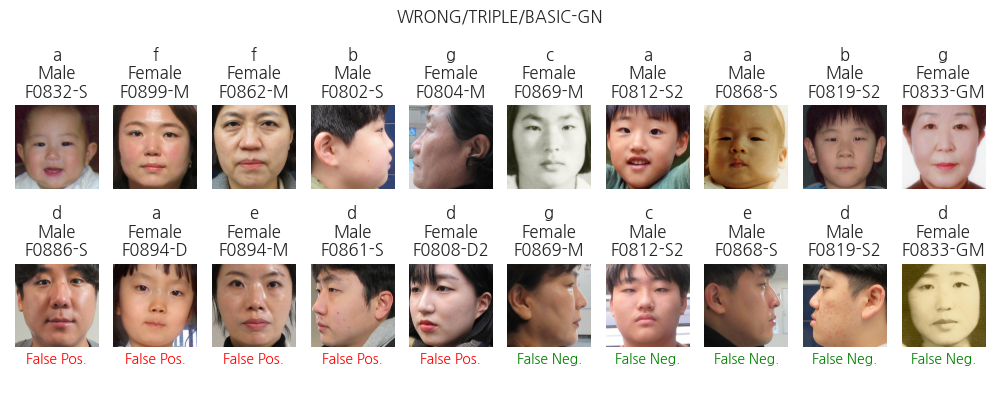 WRONG/TRIPLE/BASIC-GN
a f f b g c a a b g
Male Female Female Male Female Female Male Male Male Female
F0832-S F0899-M F0862-M F0802-S F0804-M F0869-M F0812-S2 F0868-S F0819-S2 F0833-GM
d a e d d g c e d d
Male Female Female Male Female Female Male Male Male Female
F0886-S F0894-D F0894-M F0861-S F0808-D2 F0869-M F0812-S2 F0868-S F0819-S2 F0833-GM
False Pos. False Pos. False Pos. False Pos. False Pos. False Neg. False Neg. False Neg. False Neg. False Neg.